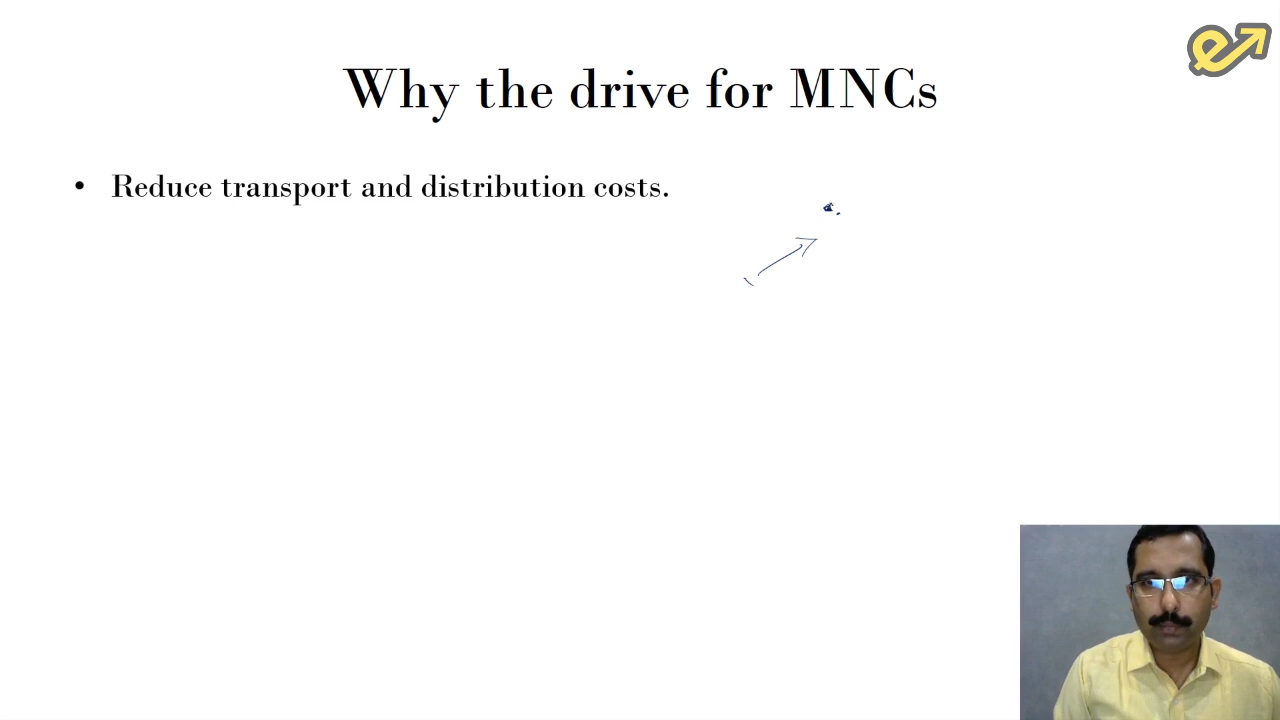 Why the drive for MNCs
• Reduce transport and distribution costs.